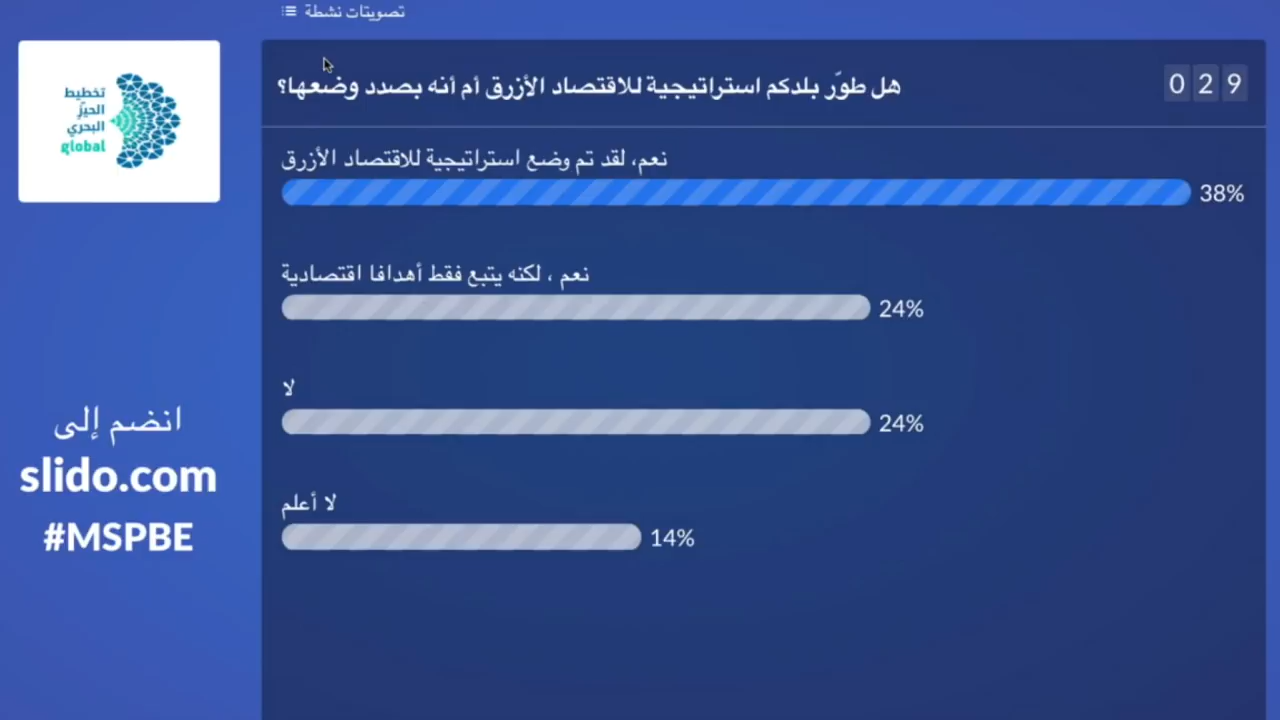 تصويتات نشطة
تخطيط
الحيّز
البحري
global
هل طوّر بلدكم استراتيجية للاقتصاد الأزرق أم أنه بصدد وضعها؟
029
نعم، لقد تم وضع استراتيجية للاقتصاد الأزرق
38%
نعم ، لكنه يتبع فقط أهدافا اقتصادية
24%
لا
24%
لا أعلم
14%
انضم إلى
slido.com
#MSPBE